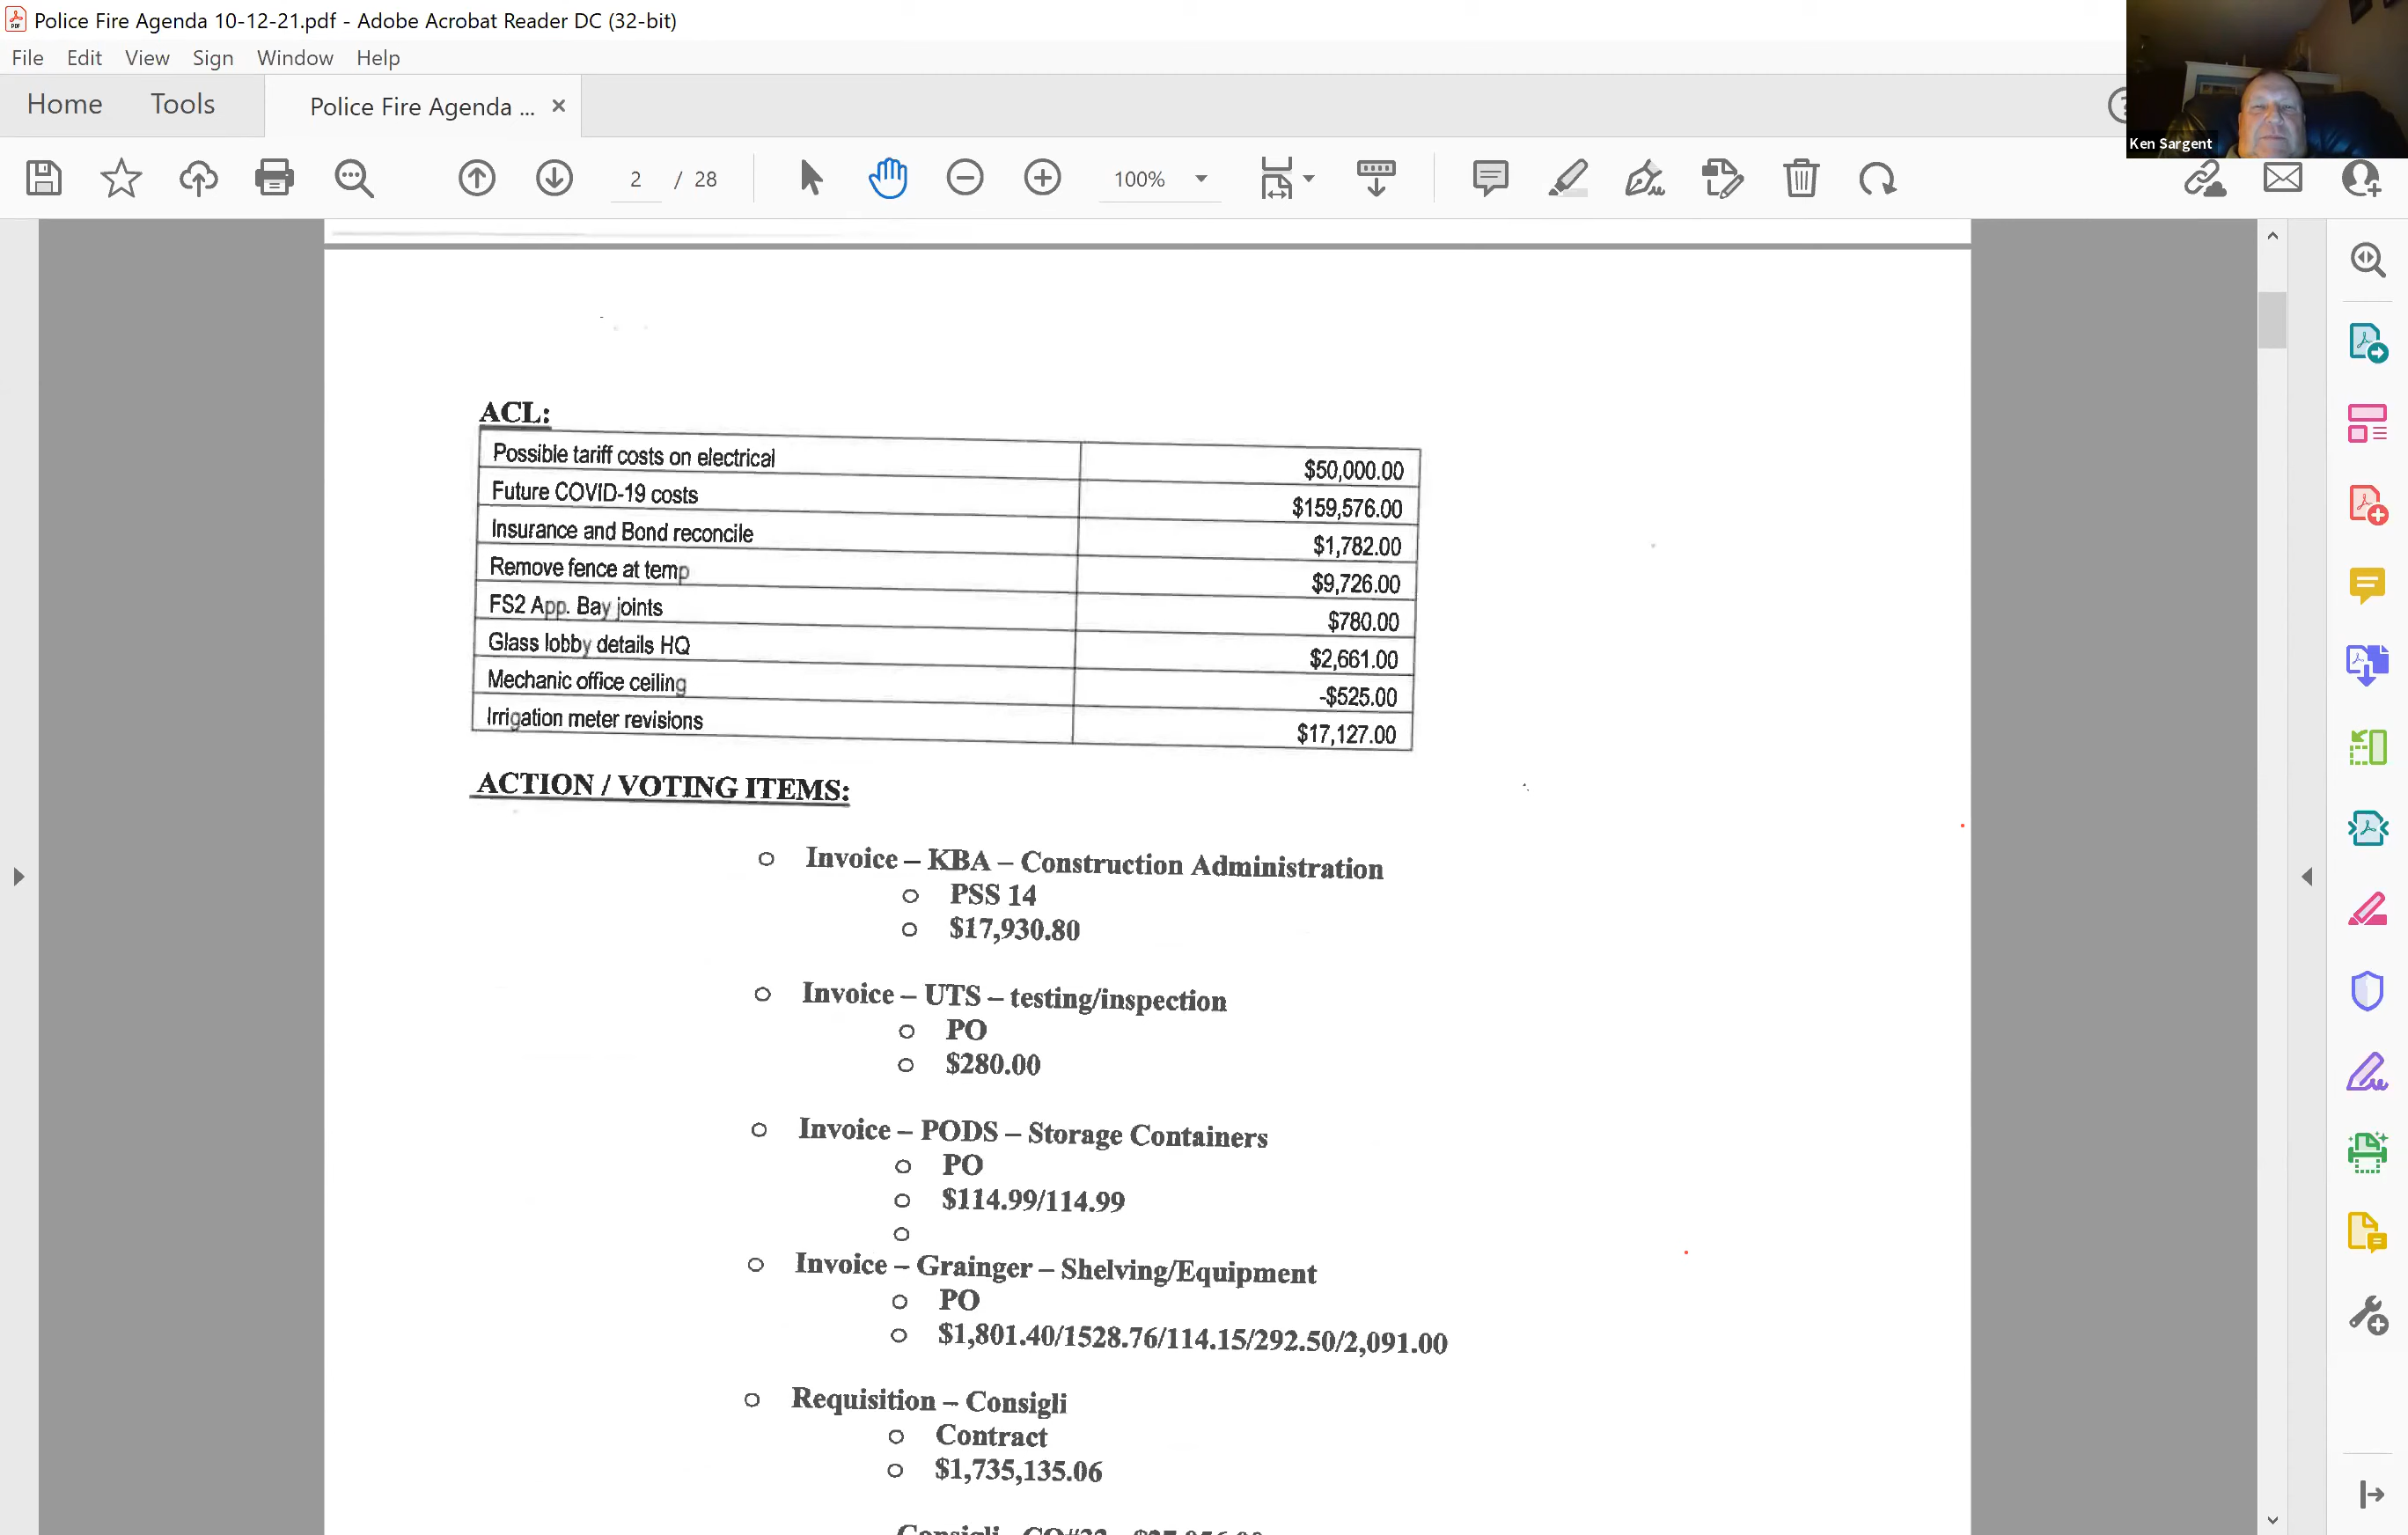 Police Fire Agenda 10-12-21.pdf - Adobe Acrobat Reader DC (32-bit)
File Edit View Sign Window Help
Home Tools Police Fire Agenda ... ×
Ken Sargent
2 / 28 100%
ACL:
Possible tariff costs on electrical $50,000.00
Future COVID-19 costs $159,576.00
Insurance and Bond reconcile $1,782.00
Remove fence at temp $9,726.00
FS2 App. Bay joints $780.00
Glass lobby details HQ $2,661.00
Mechanic office ceiling -$525.00
Irrigation meter revisions $17,127.00
ACTION / VOTING ITEMS:
Invoice – KBA – Construction Administration
PSS 14
$17,930.80
Invoice – UTS – testing/inspection
PO
$280.00
Invoice – PODS – Storage Containers
PO
$114.99/114.99
Invoice – Grainger – Shelving/Equipment
PO
$1,801.40/1528.76/114.15/292.50/2,091.00
Requisition – Consigli
Contract
$1,735,135.06